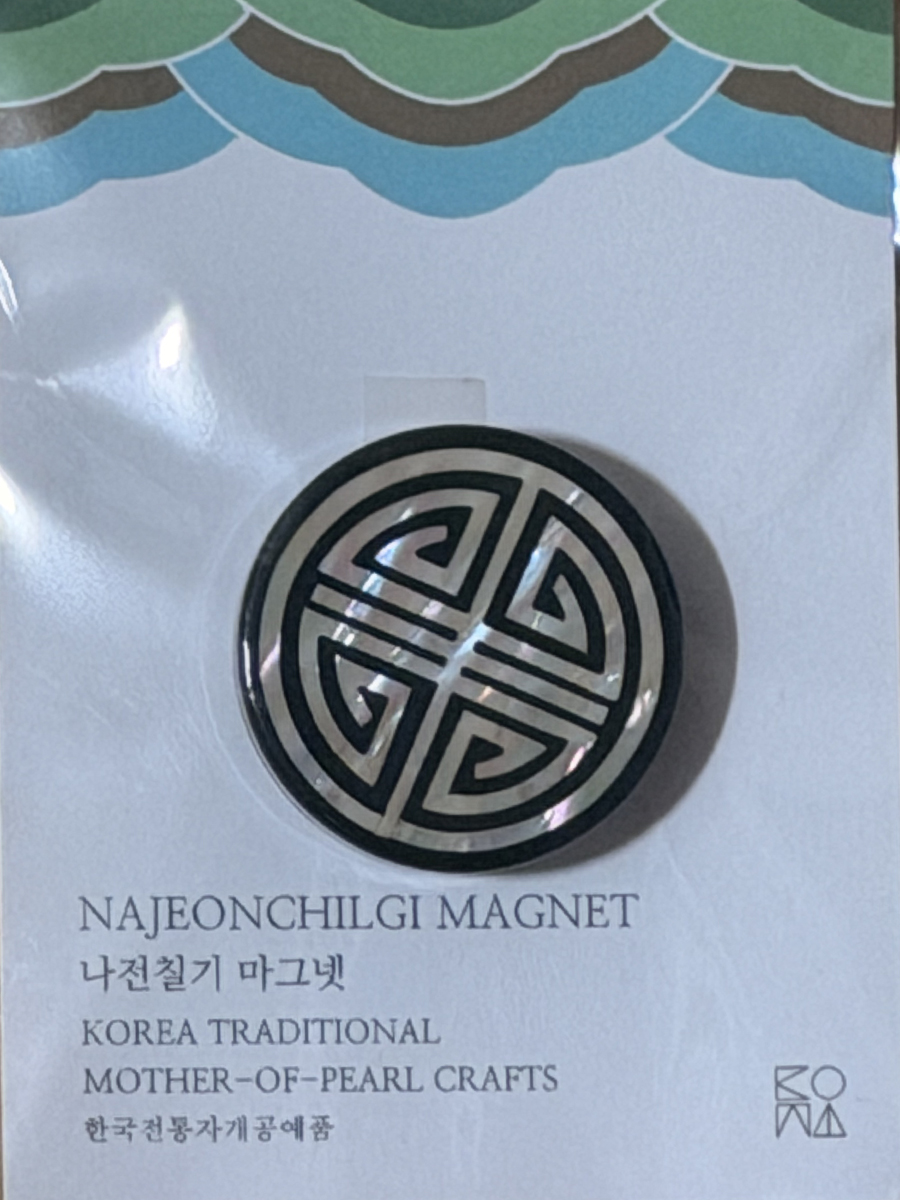 NAJEONCHILGI MAGNET
나전칠기 마그넷
KOREA TRADITIONAL
MOTHER-OF-PEARL CRAFTS
한국전통자개공예품